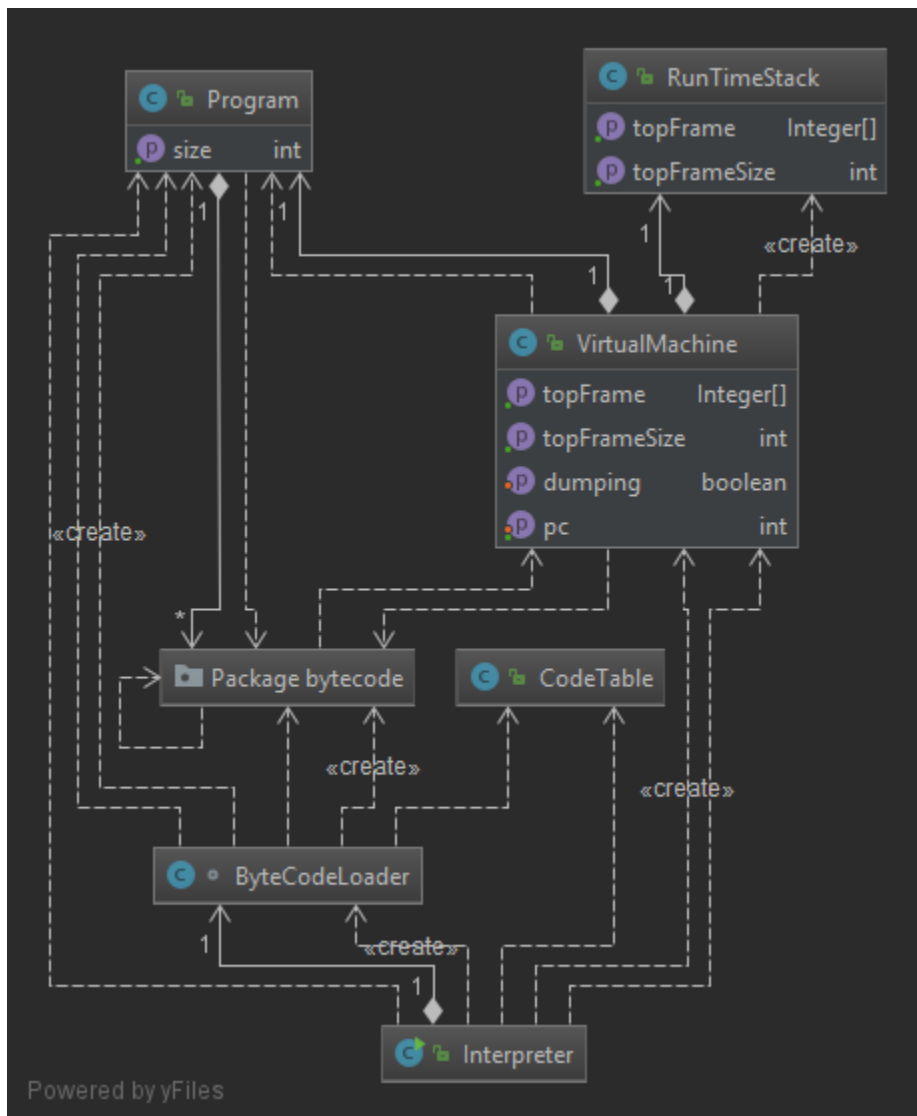 Program
size int
RunTimeStack
topFrame Integer[]
topFrameSize int
1
1
1
1
1
«create»
VirtualMachine
topFrame Integer[]
topFrameSize int
dumping boolean
pc int
«create»
*
Package bytecode
CodeTable
«create»
«create»
ByteCodeLoader
1
«create»
1
Interpreter
Powered by yFiles